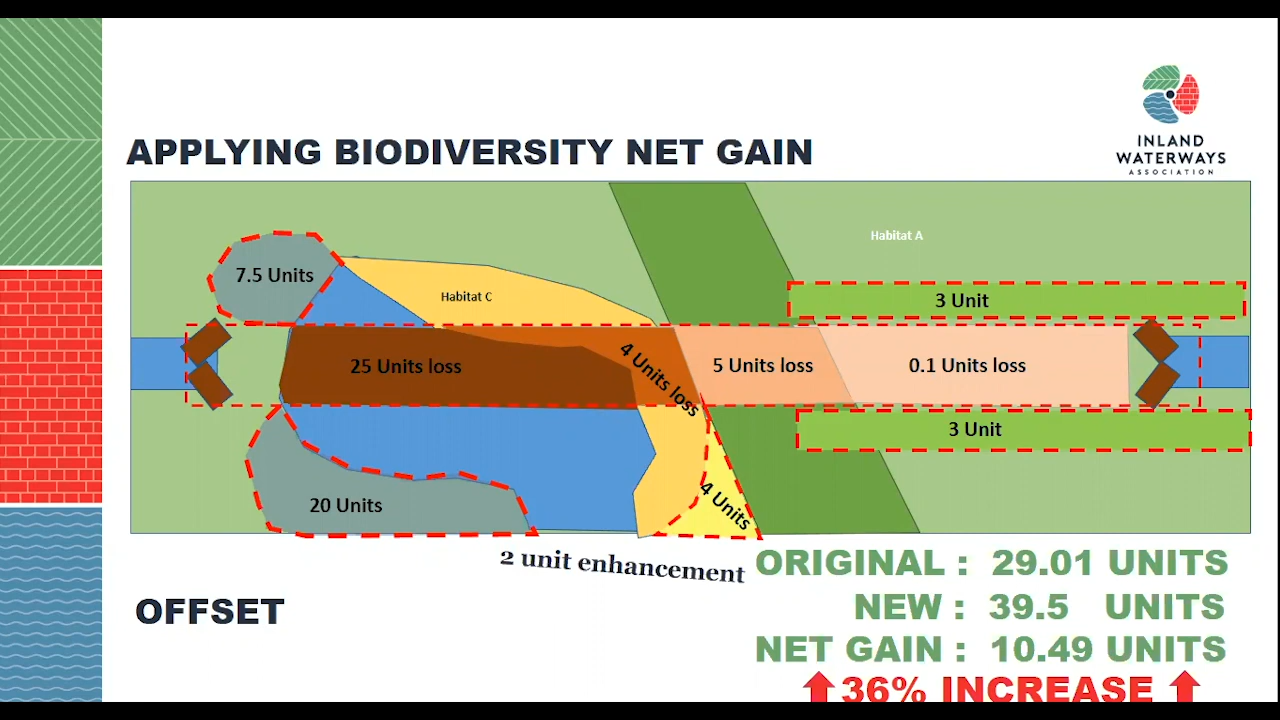 INLAND
WATERWAYS
ASSOCIATION
APPLYING BIODIVERSITY NET GAIN
Habitat A
7.5 Units
Habitat C
3 Unit
25 Units loss
4 Units loss
5 Units loss
0.1 Units loss
3 Unit
20 Units
4 Units
2 unit enhancement
ORIGINAL : 29.01 UNITS
OFFSET
NEW : 39.5 UNITS
NET GAIN : 10.49 UNITS
36% INCREASE